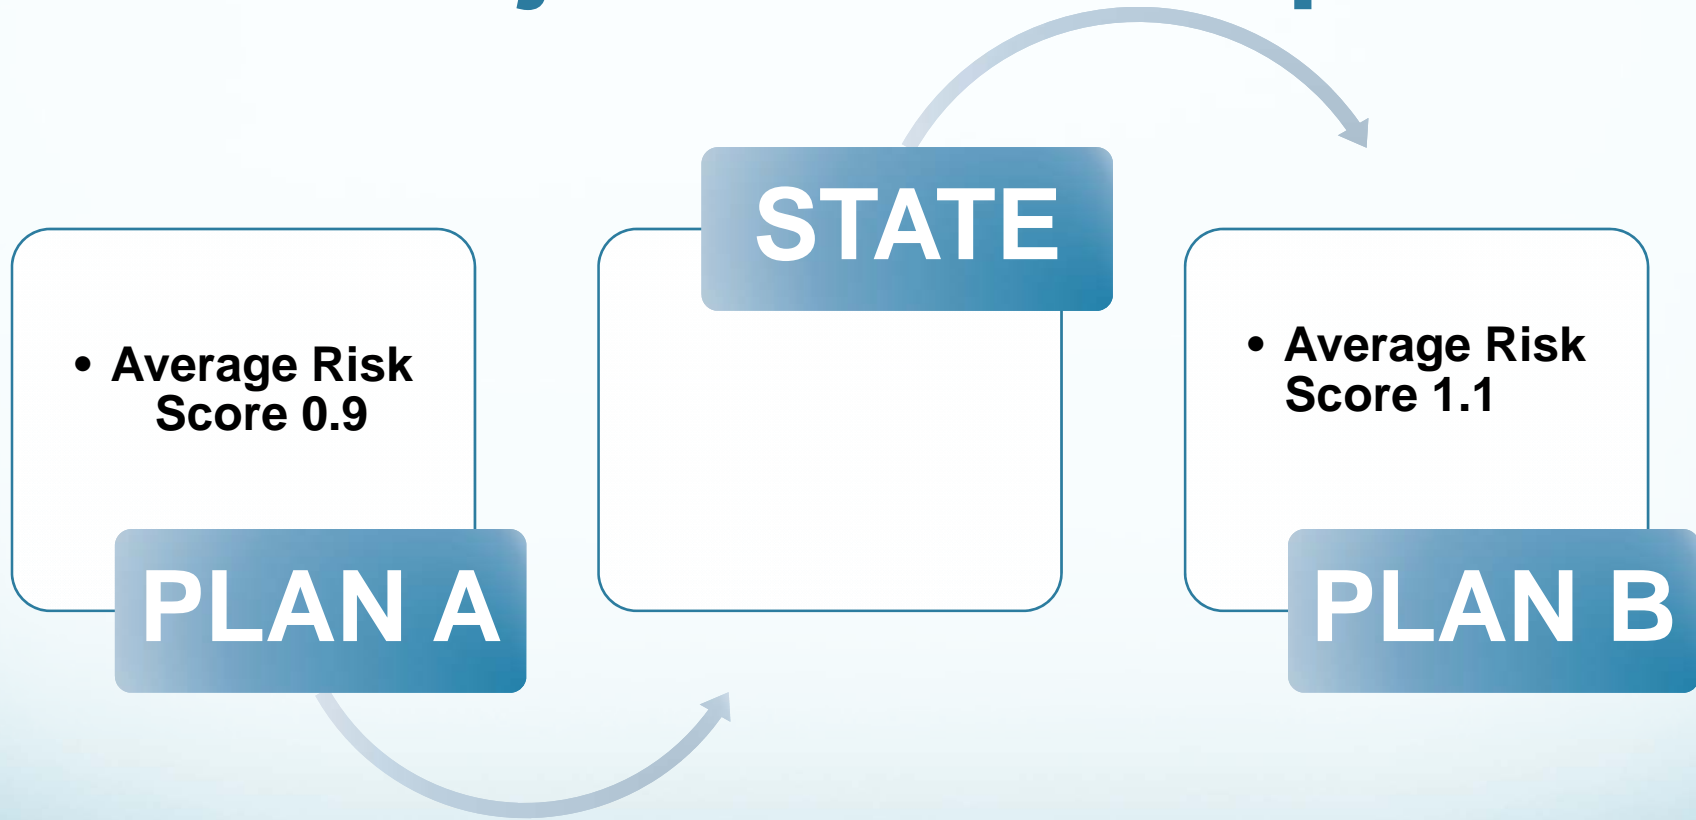 • Average Risk
Score 0.9
PLAN A
STATE
• Average Risk
Score 1.1
PLAN B